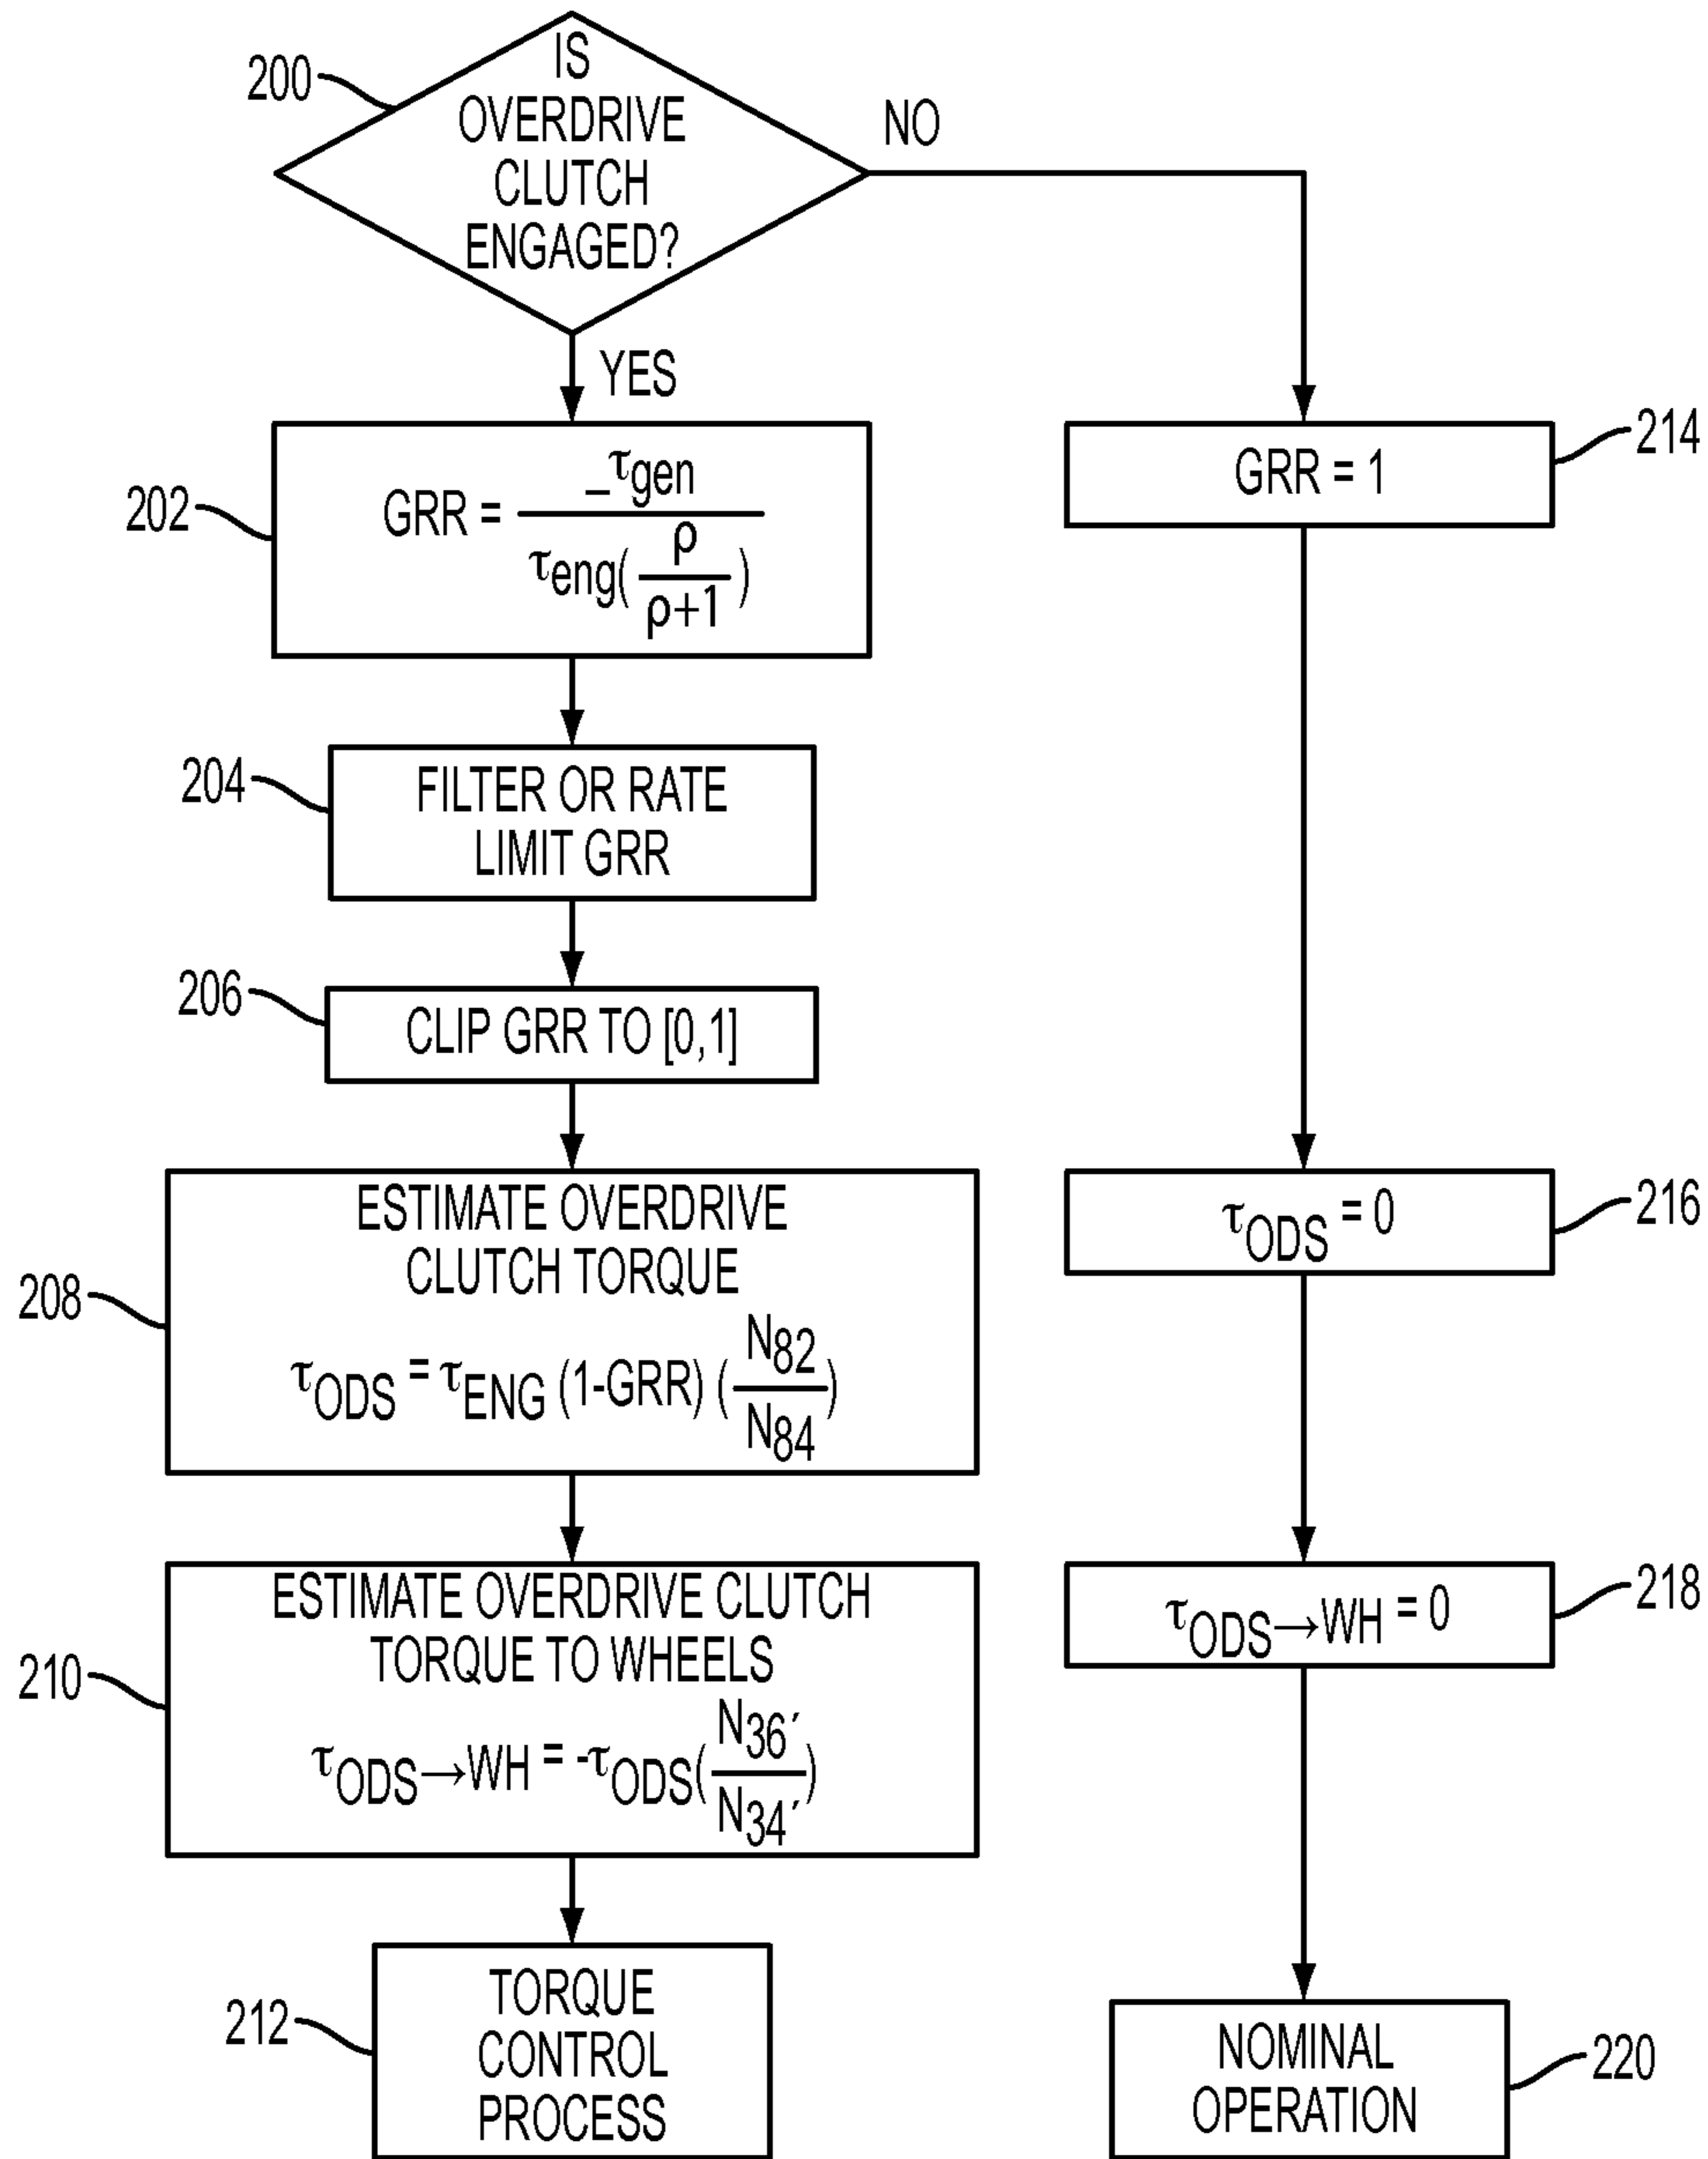 200
IS
OVERDRIVE
CLUTCH
ENGAGED?
NO
YES
202
GRR = -τgen / τeng(ρ/ρ+1)
214
GRR = 1
204
FILTER OR RATE
LIMIT GRR
206
CLIP GRR TO [0,1]
208
ESTIMATE OVERDRIVE
CLUTCH TORQUE
τODS = τENG (1-GRR) (N82/N84)
216
τODS = 0
210
ESTIMATE OVERDRIVE CLUTCH
TORQUE TO WHEELS
τODS→WH = -τODS(N36′/N34′)
218
τODS→WH = 0
212
TORQUE
CONTROL
PROCESS
220
NOMINAL
OPERATION